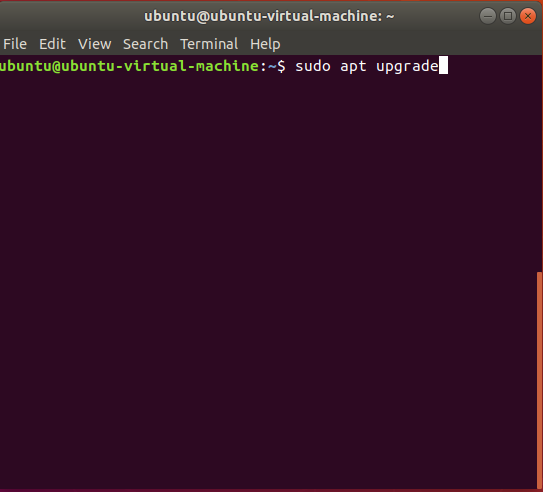 ubuntu@ubuntu-virtual-machine: ~
File Edit View Search Terminal Help
ubuntu@ubuntu-virtual-machine:~$ sudo apt upgrade